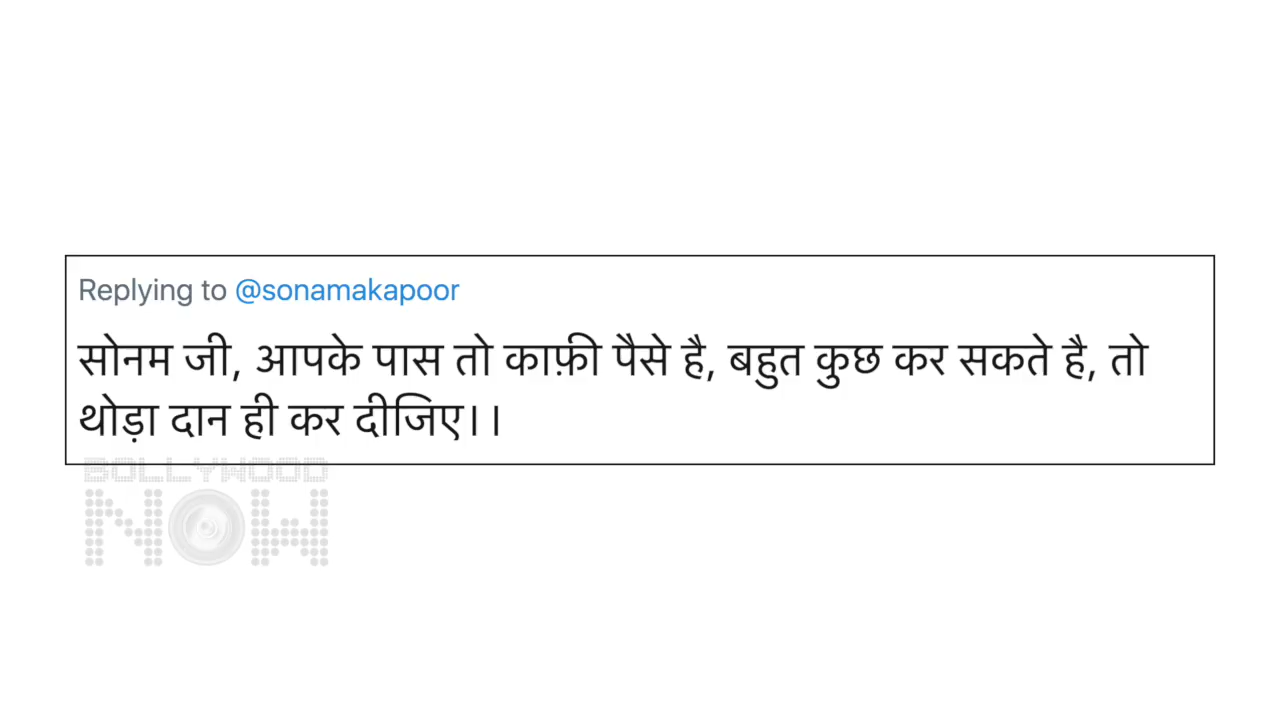 Replying to @sonamakapoor
सोनम जी, आपके पास तो काफ़ी पैसे है, बहुत कुछ कर सकते है, तो
थोड़ा दान ही कर दीजिए।।
BOLLYWOOD
NOW